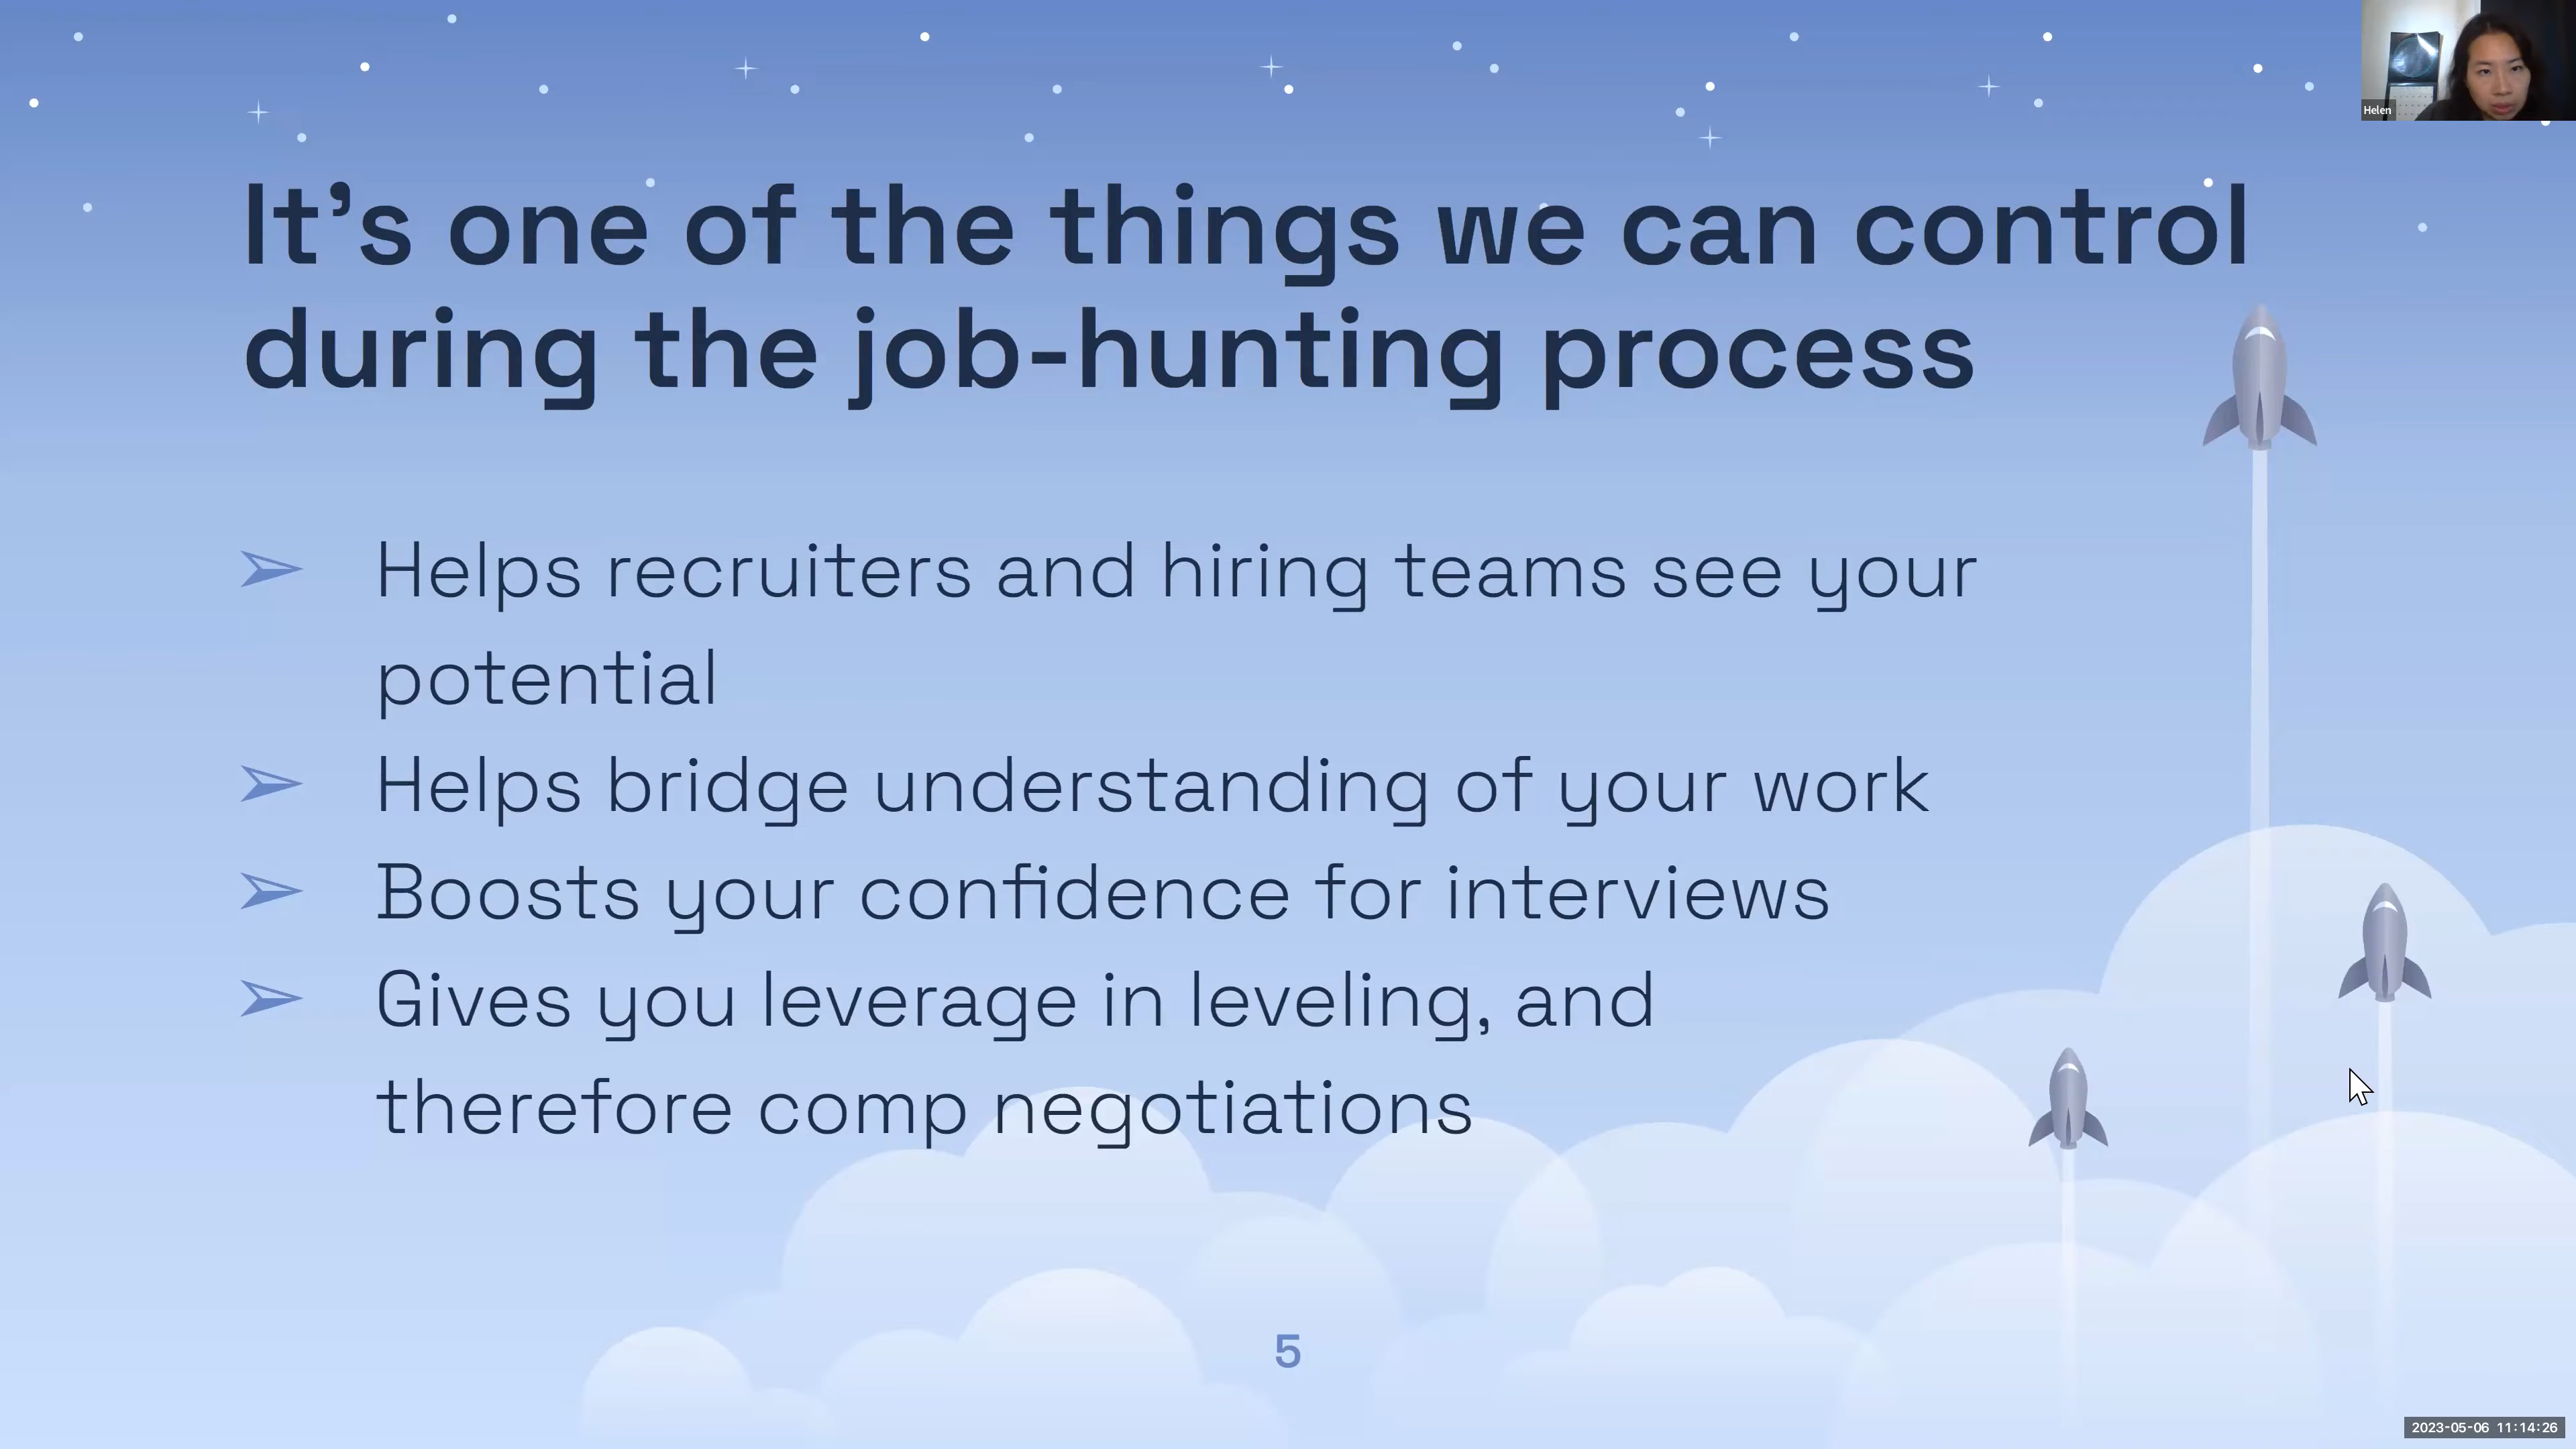 Helen
It’s one of the things we can control
during the job-hunting process
➢ Helps recruiters and hiring teams see your
potential
➢ Helps bridge understanding of your work
➢ Boosts your confidence for interviews
➢ Gives you leverage in leveling, and
therefore comp negotiations
5
2023-05-06 11:14:26